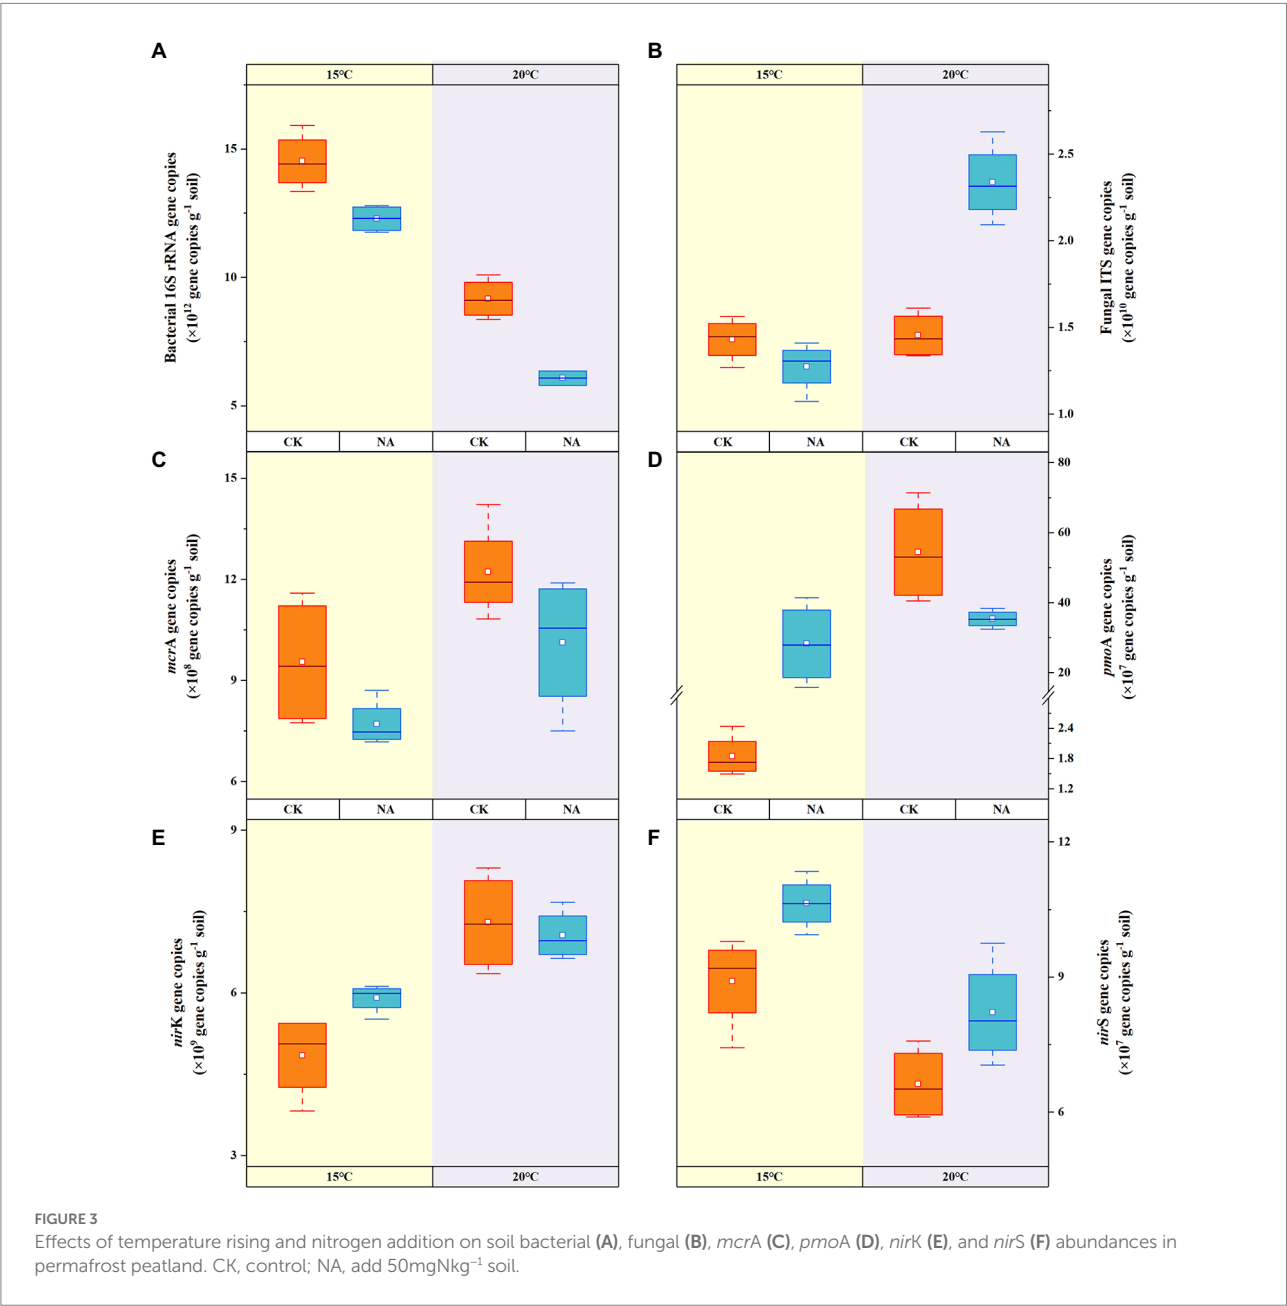 A
B
15℃
20℃
15℃
20℃
Bacterial 16S rRNA gene copies
(×10¹² gene copies g⁻¹ soil)
15
10
5
2.5
2.0
1.5
1.0
Fungal ITS gene copies
(×10¹⁰ gene copies g⁻¹ soil)
CK
NA
CK
NA
CK
NA
CK
NA
C
D
mcrA gene copies
(×10⁸ gene copies g⁻¹ soil)
15
12
9
6
80
60
40
20
2.4
1.8
1.2
pmoA gene copies
(×10⁷ gene copies g⁻¹ soil)
CK
NA
CK
NA
CK
NA
CK
NA
E
F
nirK gene copies
(×10⁹ gene copies g⁻¹ soil)
9
6
3
12
9
6
nirS gene copies
(×10⁷ gene copies g⁻¹ soil)
15℃
20℃
15℃
20℃
FIGURE 3
Effects of temperature rising and nitrogen addition on soil bacterial (A), fungal (B), mcrA (C), pmoA (D), nirK (E), and nirS (F) abundances in
permafrost peatland. CK, control; NA, add 50mgNkg⁻¹ soil.